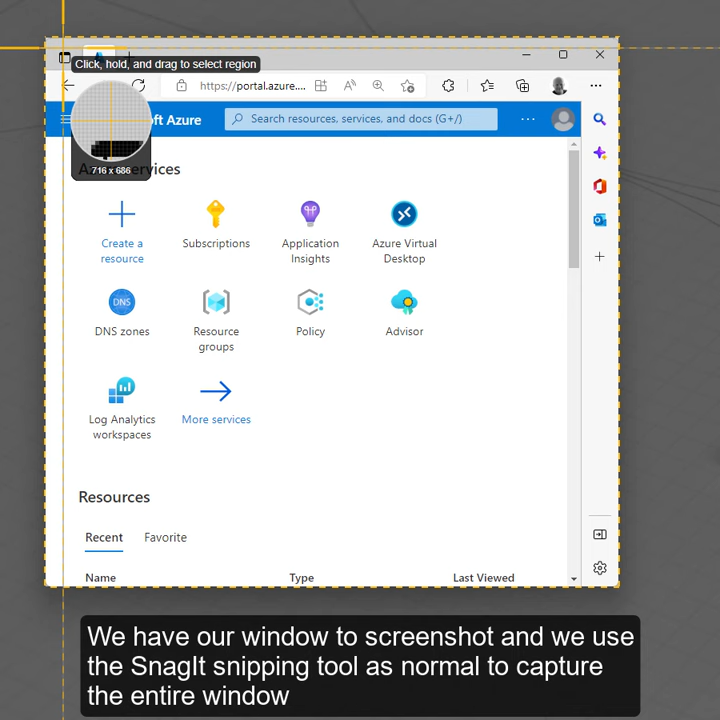 Click, hold, and drag to select region
https://portal.azure....
oft Azure
Search resources, services, and docs (G+/)
716 x 686
Azure services
Create a
resource
Subscriptions
Application
Insights
Azure Virtual
Desktop
DNS
DNS zones
Resource
groups
Policy
Advisor
Log Analytics
workspaces
More services
Resources
Recent Favorite
Name Type Last Viewed
We have our window to screenshot and we use
the SnagIt snipping tool as normal to capture
the entire window